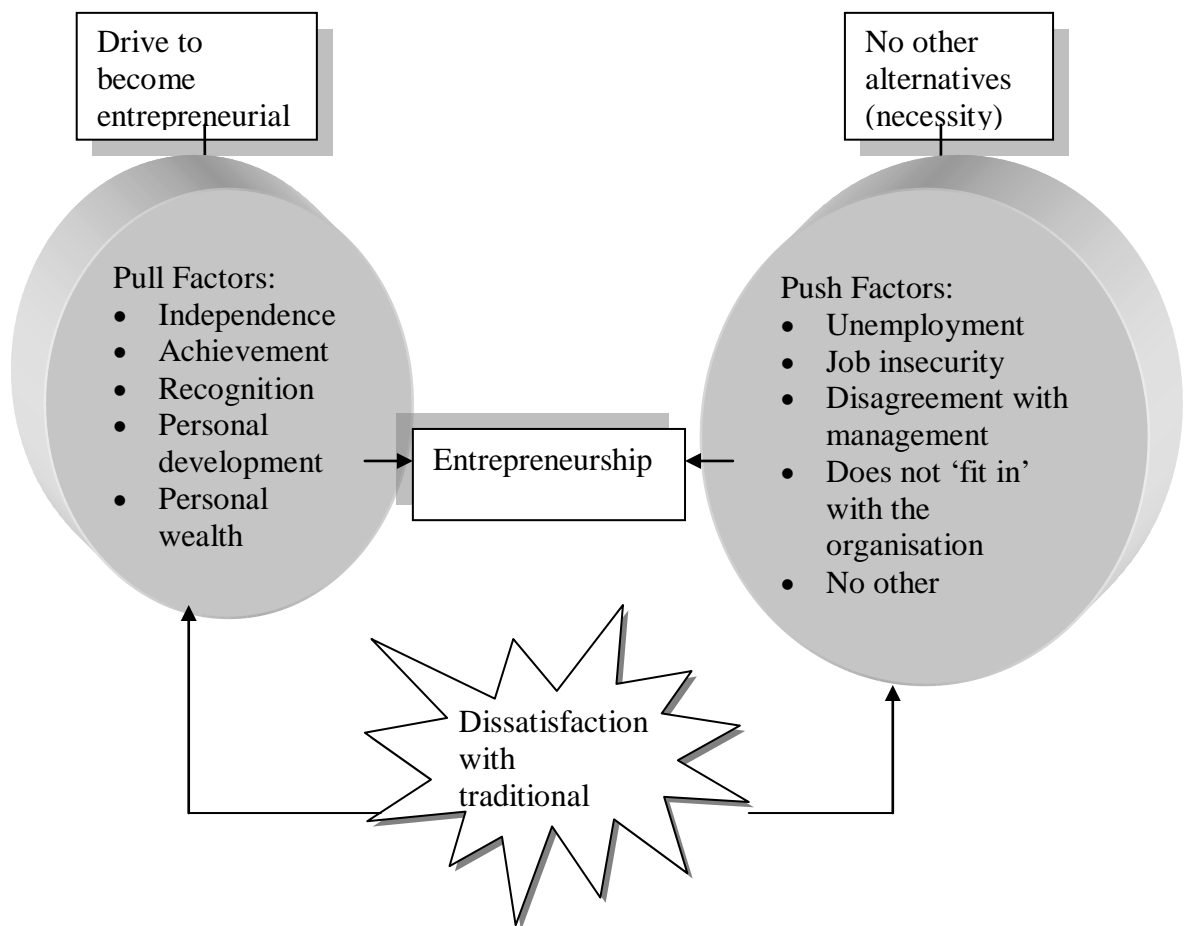 Drive to
become
entrepreneurial
No other
alternatives
(necessity)
Pull Factors:
• Independence
• Achievement
• Recognition
• Personal
development
• Personal
wealth
Push Factors:
• Unemployment
• Job insecurity
• Disagreement with
management
• Does not ‘fit in’
with the
organisation
• No other
Entrepreneurship
Dissatisfaction
with
traditional